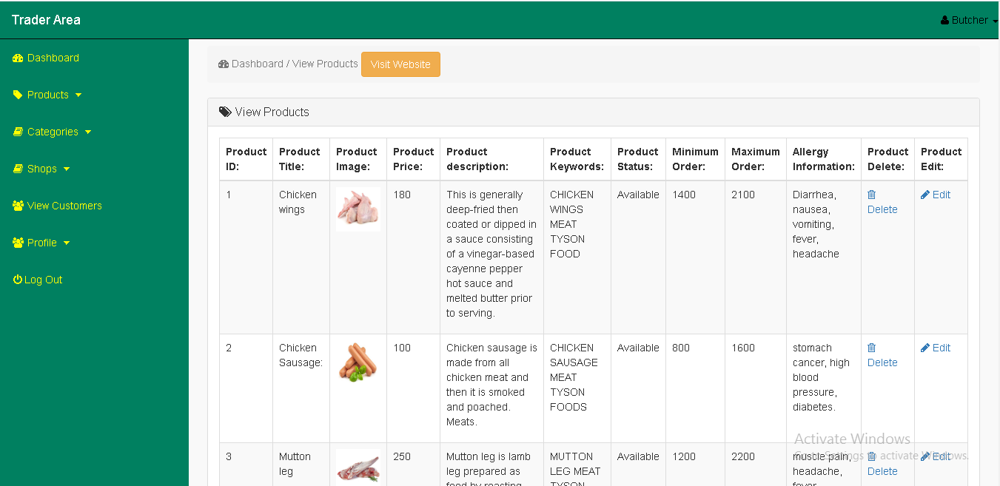 Trader Area
Butcher
Dashboard
Products
Categories
Shops
View Customers
Profile
Log Out
Dashboard / View Products Visit Website
View Products
Product ID: Product Title: Product Image: Product Price: Product description: Product Keywords: Product Status: Minimum Order: Maximum Order: Allergy Information: Product Delete: Product Edit:
1
Chicken
wings
180
This is generally
deep-fried then
coated or dipped in
a sauce consisting
of a vinegar-based
cayenne pepper
hot sauce and
melted butter prior
to serving.
CHICKEN
WINGS
MEAT
TYSON
FOOD
Available
1400
2100
Diarrhea,
nausea,
vomiting,
fever,
headache
Delete
Edit
2
Chicken
Sausage:
100
Chicken sausage is
made from all
chicken meat and
then it is smoked
and poached.
Meats.
CHICKEN
SAUSAGE
MEAT
TYSON
FOODS
Available
800
1600
stomach
cancer, high
blood
pressure,
diabetes.
Delete
Edit
3
Mutton
leg
250
Mutton leg is lamb
leg prepared as
food by roasting
MUTTON
LEG MEAT
TYSON
Available
1200
2200
muscle pain,
headache,
fever
Delete
Edit
Activate Windows
Go to Settings to activate Windows.